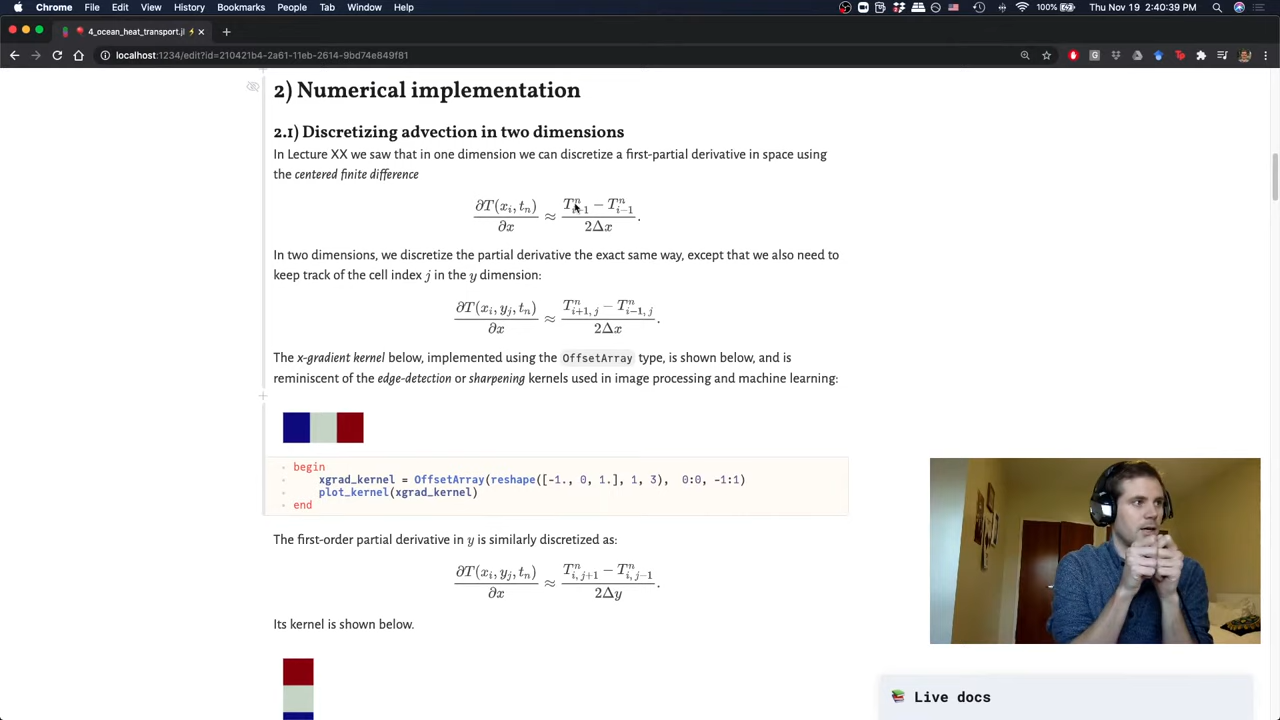 Chrome File Edit View History Bookmarks People Tab Window Help 100% Thu Nov 19 2:40:39 PM
4_ocean_heat_transport.jl
localhost:1234/edit?id=210421b4-2a61-11eb-2614-9bd74e849f81
2) Numerical implementation
2.1) Discretizing advection in two dimensions
In Lecture XX we saw that in one dimension we can discretize a first-partial derivative in space using
the centered finite difference
∂T(x_i, t_n)/∂x ≈ (T^n_{i+1} − T^n_{i−1})/(2Δx).
In two dimensions, we discretize the partial derivative the exact same way, except that we also need to
keep track of the cell index j in the y dimension:
∂T(x_i, y_j, t_n)/∂x ≈ (T^n_{i+1, j} − T^n_{i−1, j})/(2Δx).
The x-gradient kernel below, implemented using the OffsetArray type, is shown below, and is
reminiscent of the edge-detection or sharpening kernels used in image processing and machine learning:
begin
xgrad_kernel = OffsetArray(reshape([-1., 0, 1.], 1, 3), 0:0, -1:1)
plot_kernel(xgrad_kernel)
end
The first-order partial derivative in y is similarly discretized as:
∂T(x_i, y_j, t_n)/∂x ≈ (T^n_{i, j+1} − T^n_{i, j−1})/(2Δy).
Its kernel is shown below.
Live docs